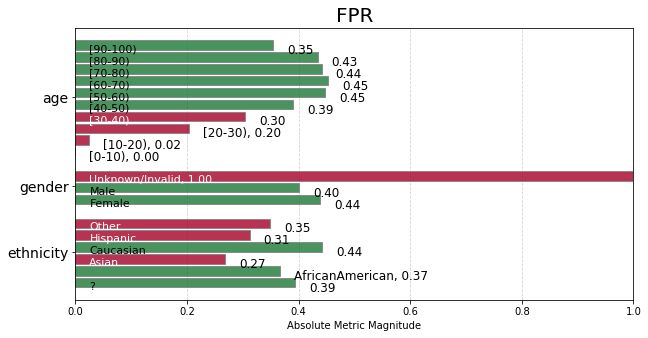 FPR
[90-100) 0.35
[80-90) 0.43
[70-80) 0.44
[60-70) 0.45
[50-60) 0.45
age
[40-50) 0.39
[30-40) 0.30
[20-30), 0.20
[10-20), 0.02
[0-10), 0.00
Unknown/Invalid, 1.00
gender
Male 0.40
Female 0.44
Other 0.35
Hispanic 0.31
ethnicity
Caucasian 0.44
Asian 0.27
AfricanAmerican, 0.37
? 0.39
0.0 0.2 0.4 0.6 0.8 1.0
Absolute Metric Magnitude